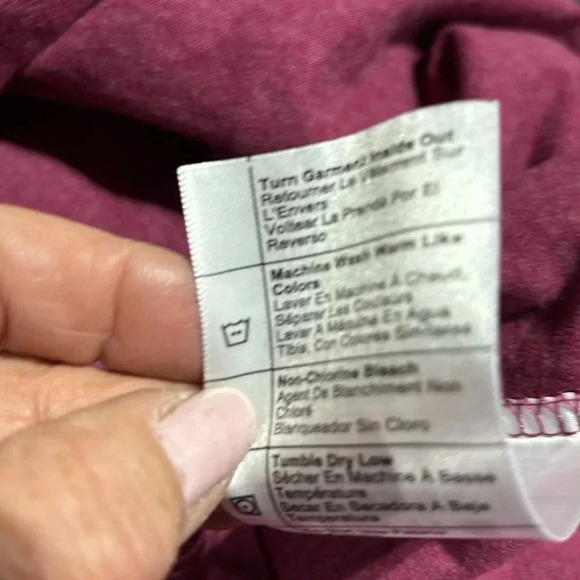 Turn Garment Inside Out
Retourner Le Vêtement Sur
L'Envers
Voltear La Prenda Por El
Reverso
Machine Wash Warm Like
Colors
Laver En Machine À Chaud,
Séparer Les Couleurs
Lavar A Máquina En Agua
Tibia, Con Colores Similares
Non-Chlorine Bleach
Agent De Blanchiment Non
Chloré
Blanqueador Sin Cloro
Tumble Dry Low
Sécher En Machine À Basse
Température
Secar En Secadora A Baja
Temperatura